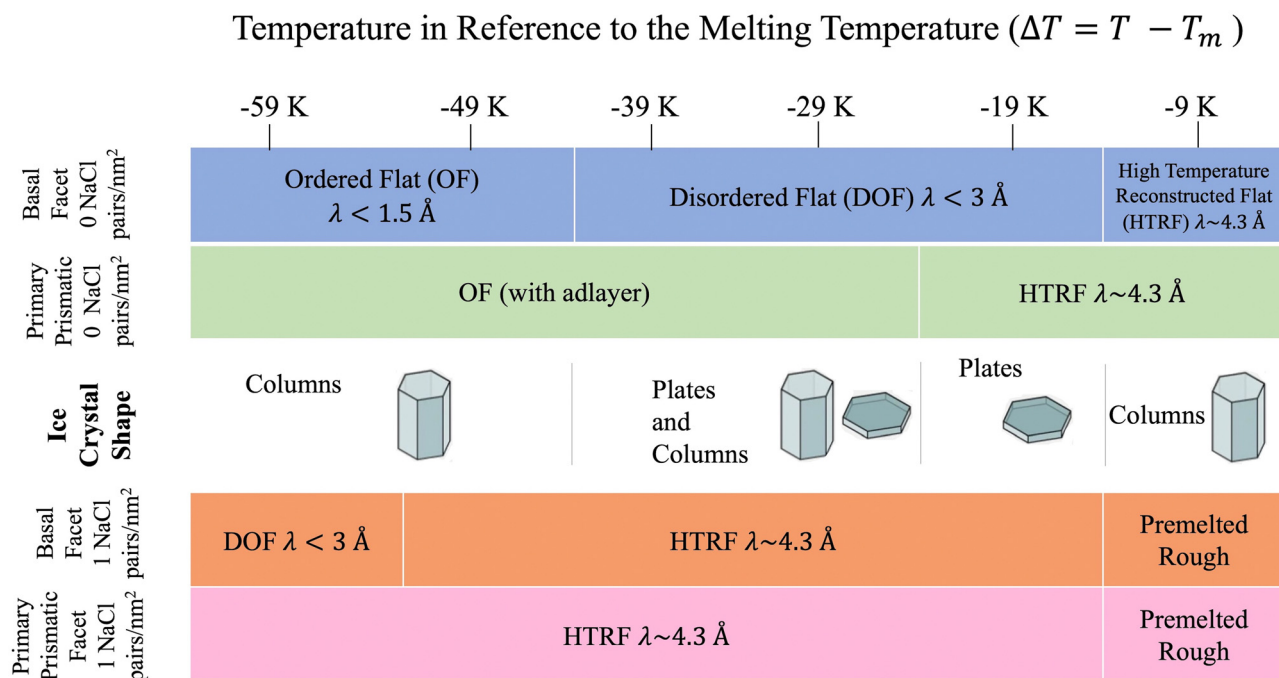 Temperature in Reference to the Melting Temperature (ΔT = T − Tₘ )
-59 K -49 K -39 K -29 K -19 K -9 K
Basal
Facet
0 NaCl
pairs/nm²
Ordered Flat (OF)
λ < 1.5 Å
Disordered Flat (DOF) λ < 3 Å
High Temperature
Reconstructed Flat
(HTRF) λ~4.3 Å
Primary
Prismatic
0 NaCl
pairs/nm²
OF (with adlayer)
HTRF λ~4.3 Å
Ice
Crystal
Shape
Columns
Plates
and
Columns
Plates
Columns
Basal
Facet
1 NaCl
pairs/nm²
DOF λ < 3 Å
HTRF λ~4.3 Å
Premelted
Rough
Primary
Prismatic
Facet
1 NaCl
pairs/nm²
HTRF λ~4.3 Å
Premelted
Rough